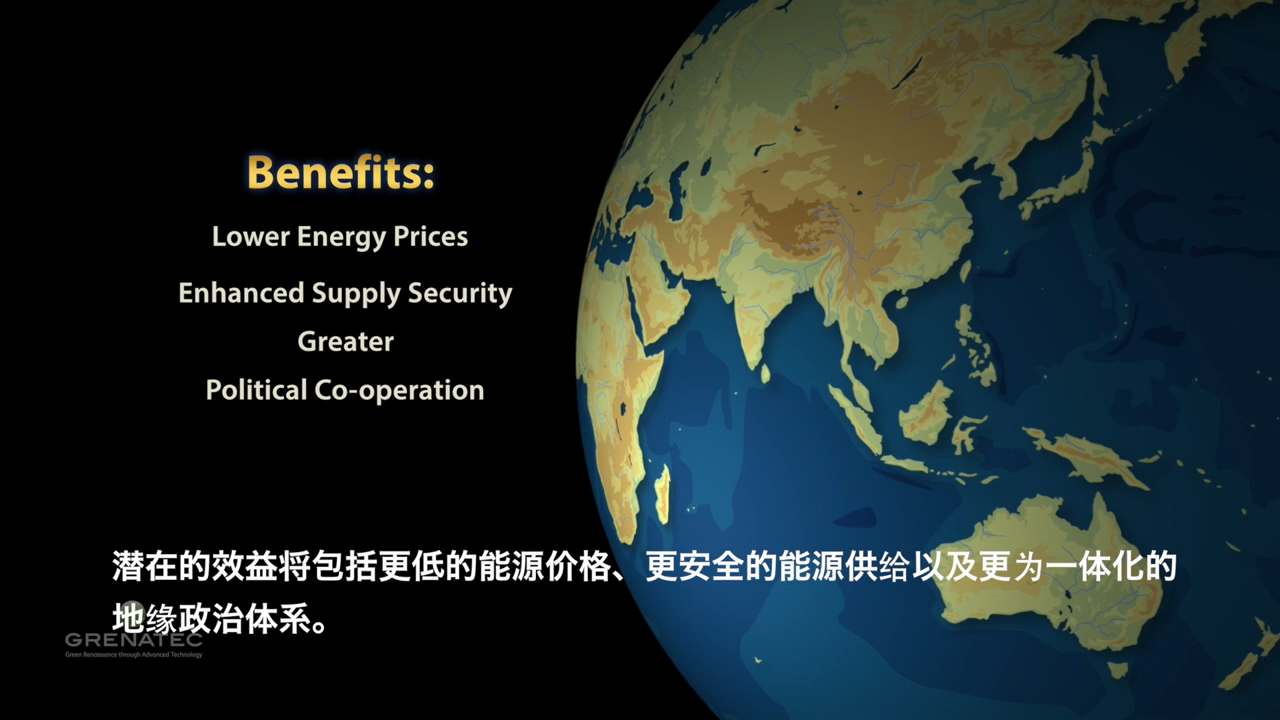 Benefits:
Lower Energy Prices
Enhanced Supply Security
Greater
Political Co-operation
潜在的效益将包括更低的能源价格、更安全的能源供给以及更为一体化的
地缘政治体系。
GRENATEC
Green Renaissance through Advanced Technology